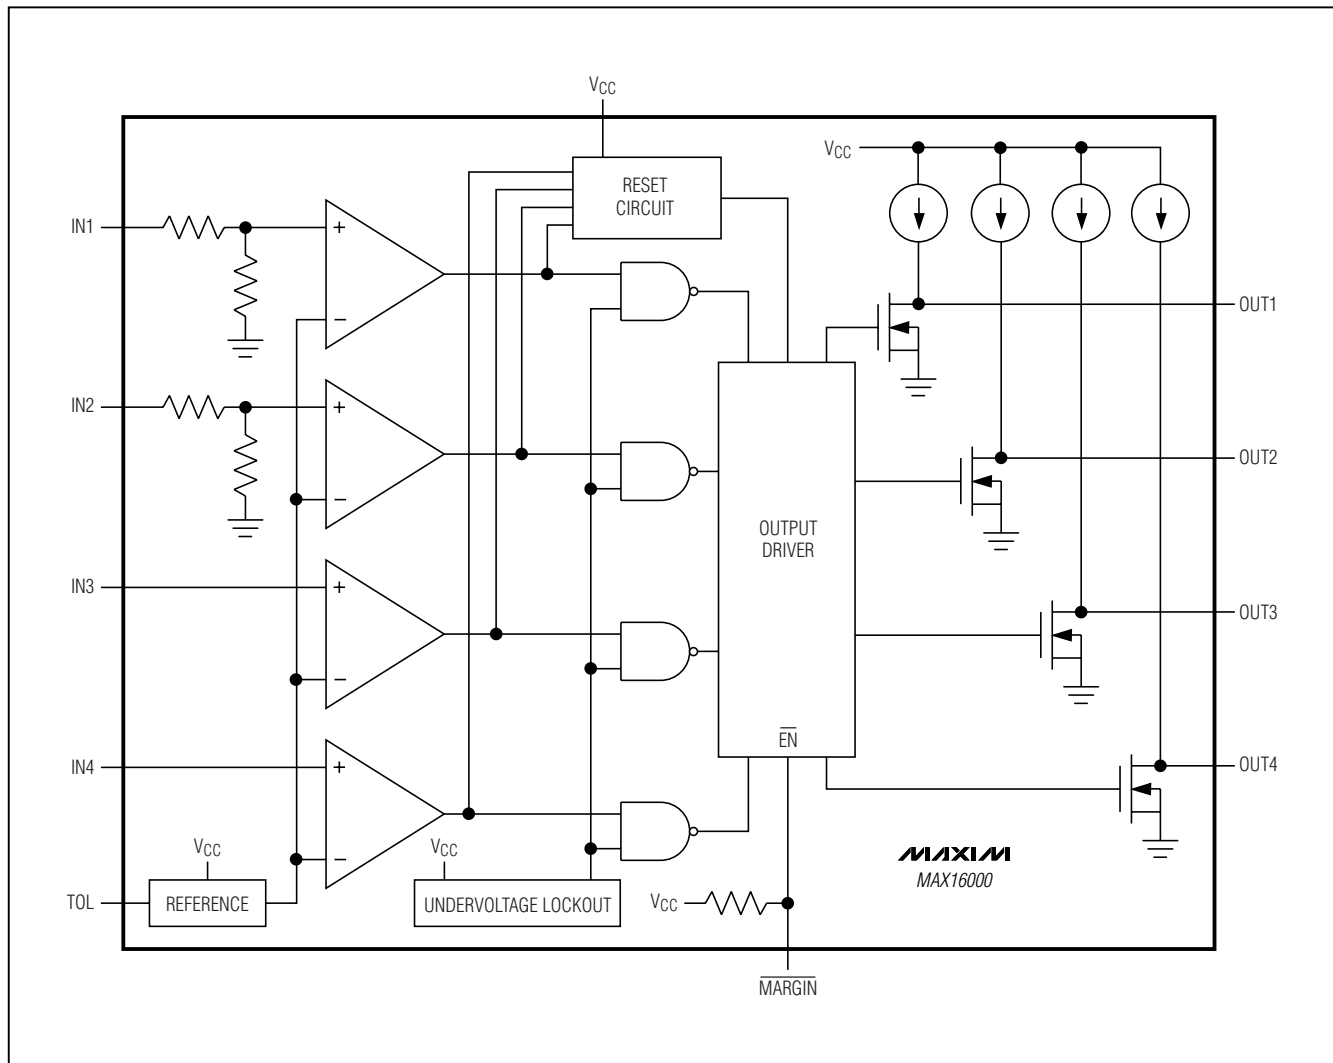 VCC
VCC
RESET
CIRCUIT
IN1
+
−
OUT1
IN2
+
−
OUT2
OUTPUT
DRIVER
IN3
+
−
OUT3
EN
IN4
+
−
OUT4
VCC
VCC
MAXIM
MAX16000
TOL
REFERENCE
UNDERVOLTAGE LOCKOUT
VCC
MARGIN